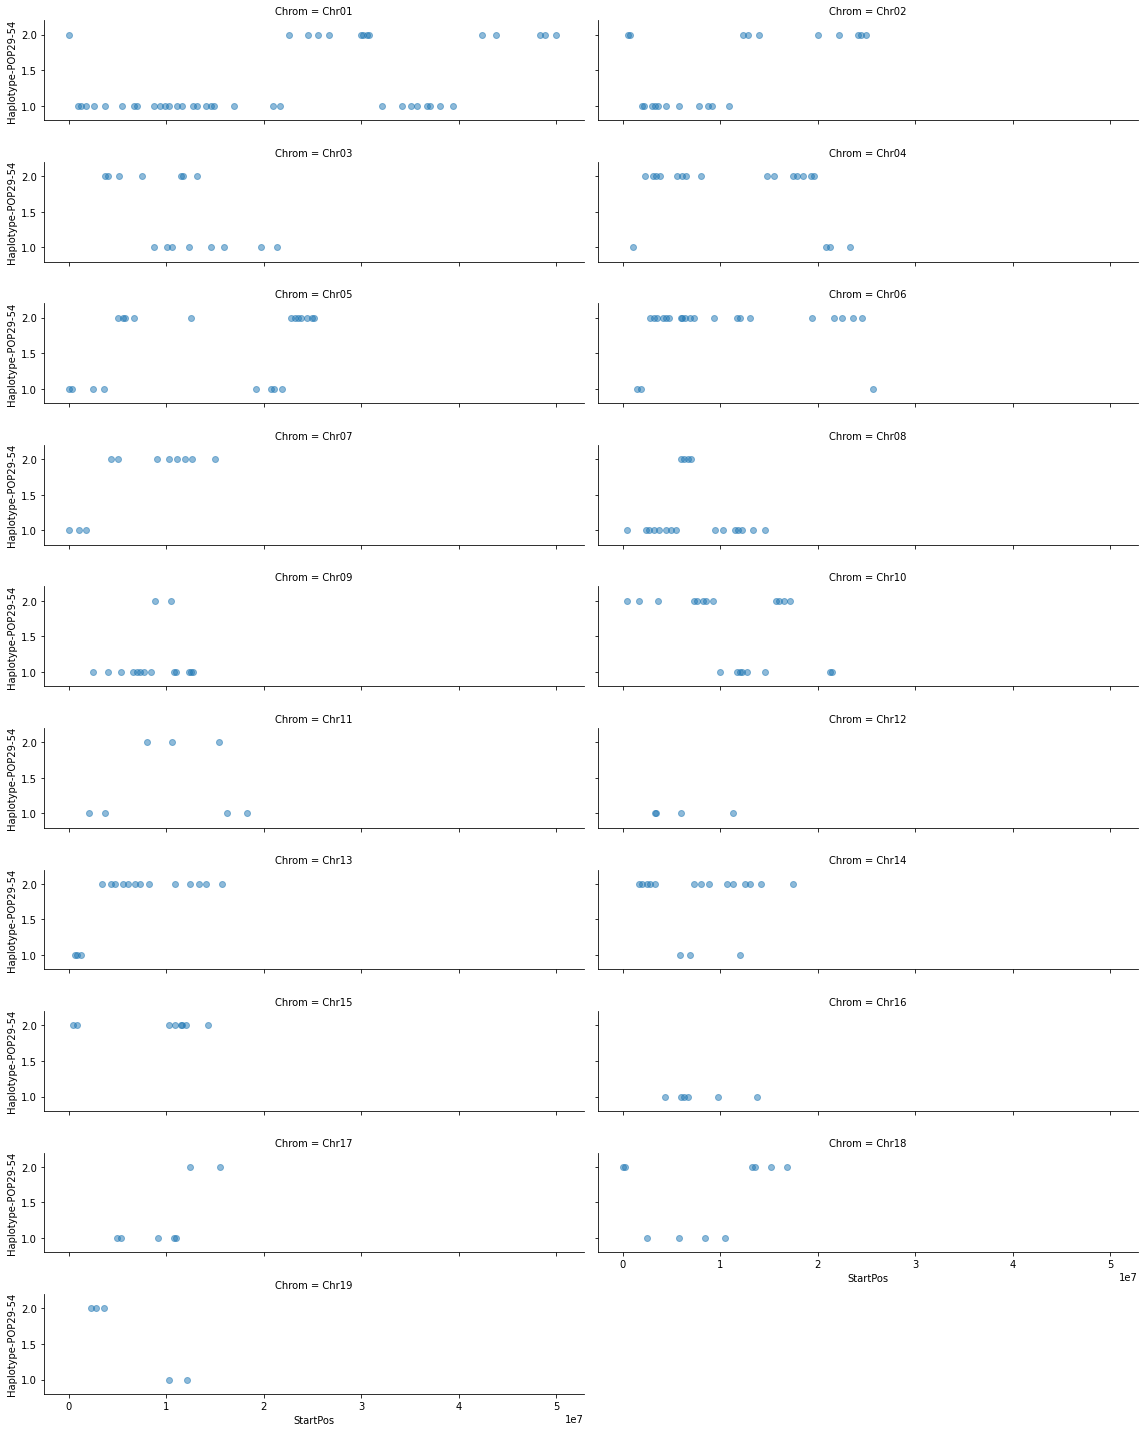 Chrom = Chr01
Chrom = Chr02
Haplotype-POP29-54
2.0
1.5
1.0
Chrom = Chr03
Chrom = Chr04
Haplotype-POP29-54
2.0
1.5
1.0
Chrom = Chr05
Chrom = Chr06
Haplotype-POP29-54
2.0
1.5
1.0
Chrom = Chr07
Chrom = Chr08
Haplotype-POP29-54
2.0
1.5
1.0
Chrom = Chr09
Chrom = Chr10
Haplotype-POP29-54
2.0
1.5
1.0
Chrom = Chr11
Chrom = Chr12
Haplotype-POP29-54
2.0
1.5
1.0
Chrom = Chr13
Chrom = Chr14
Haplotype-POP29-54
2.0
1.5
1.0
Chrom = Chr15
Chrom = Chr16
Haplotype-POP29-54
2.0
1.5
1.0
Chrom = Chr17
Chrom = Chr18
Haplotype-POP29-54
2.0
1.5
1.0
0 1 2 3 4 5
1e7
StartPos
Chrom = Chr19
Haplotype-POP29-54
2.0
1.5
1.0
0 1 2 3 4 5
1e7
StartPos